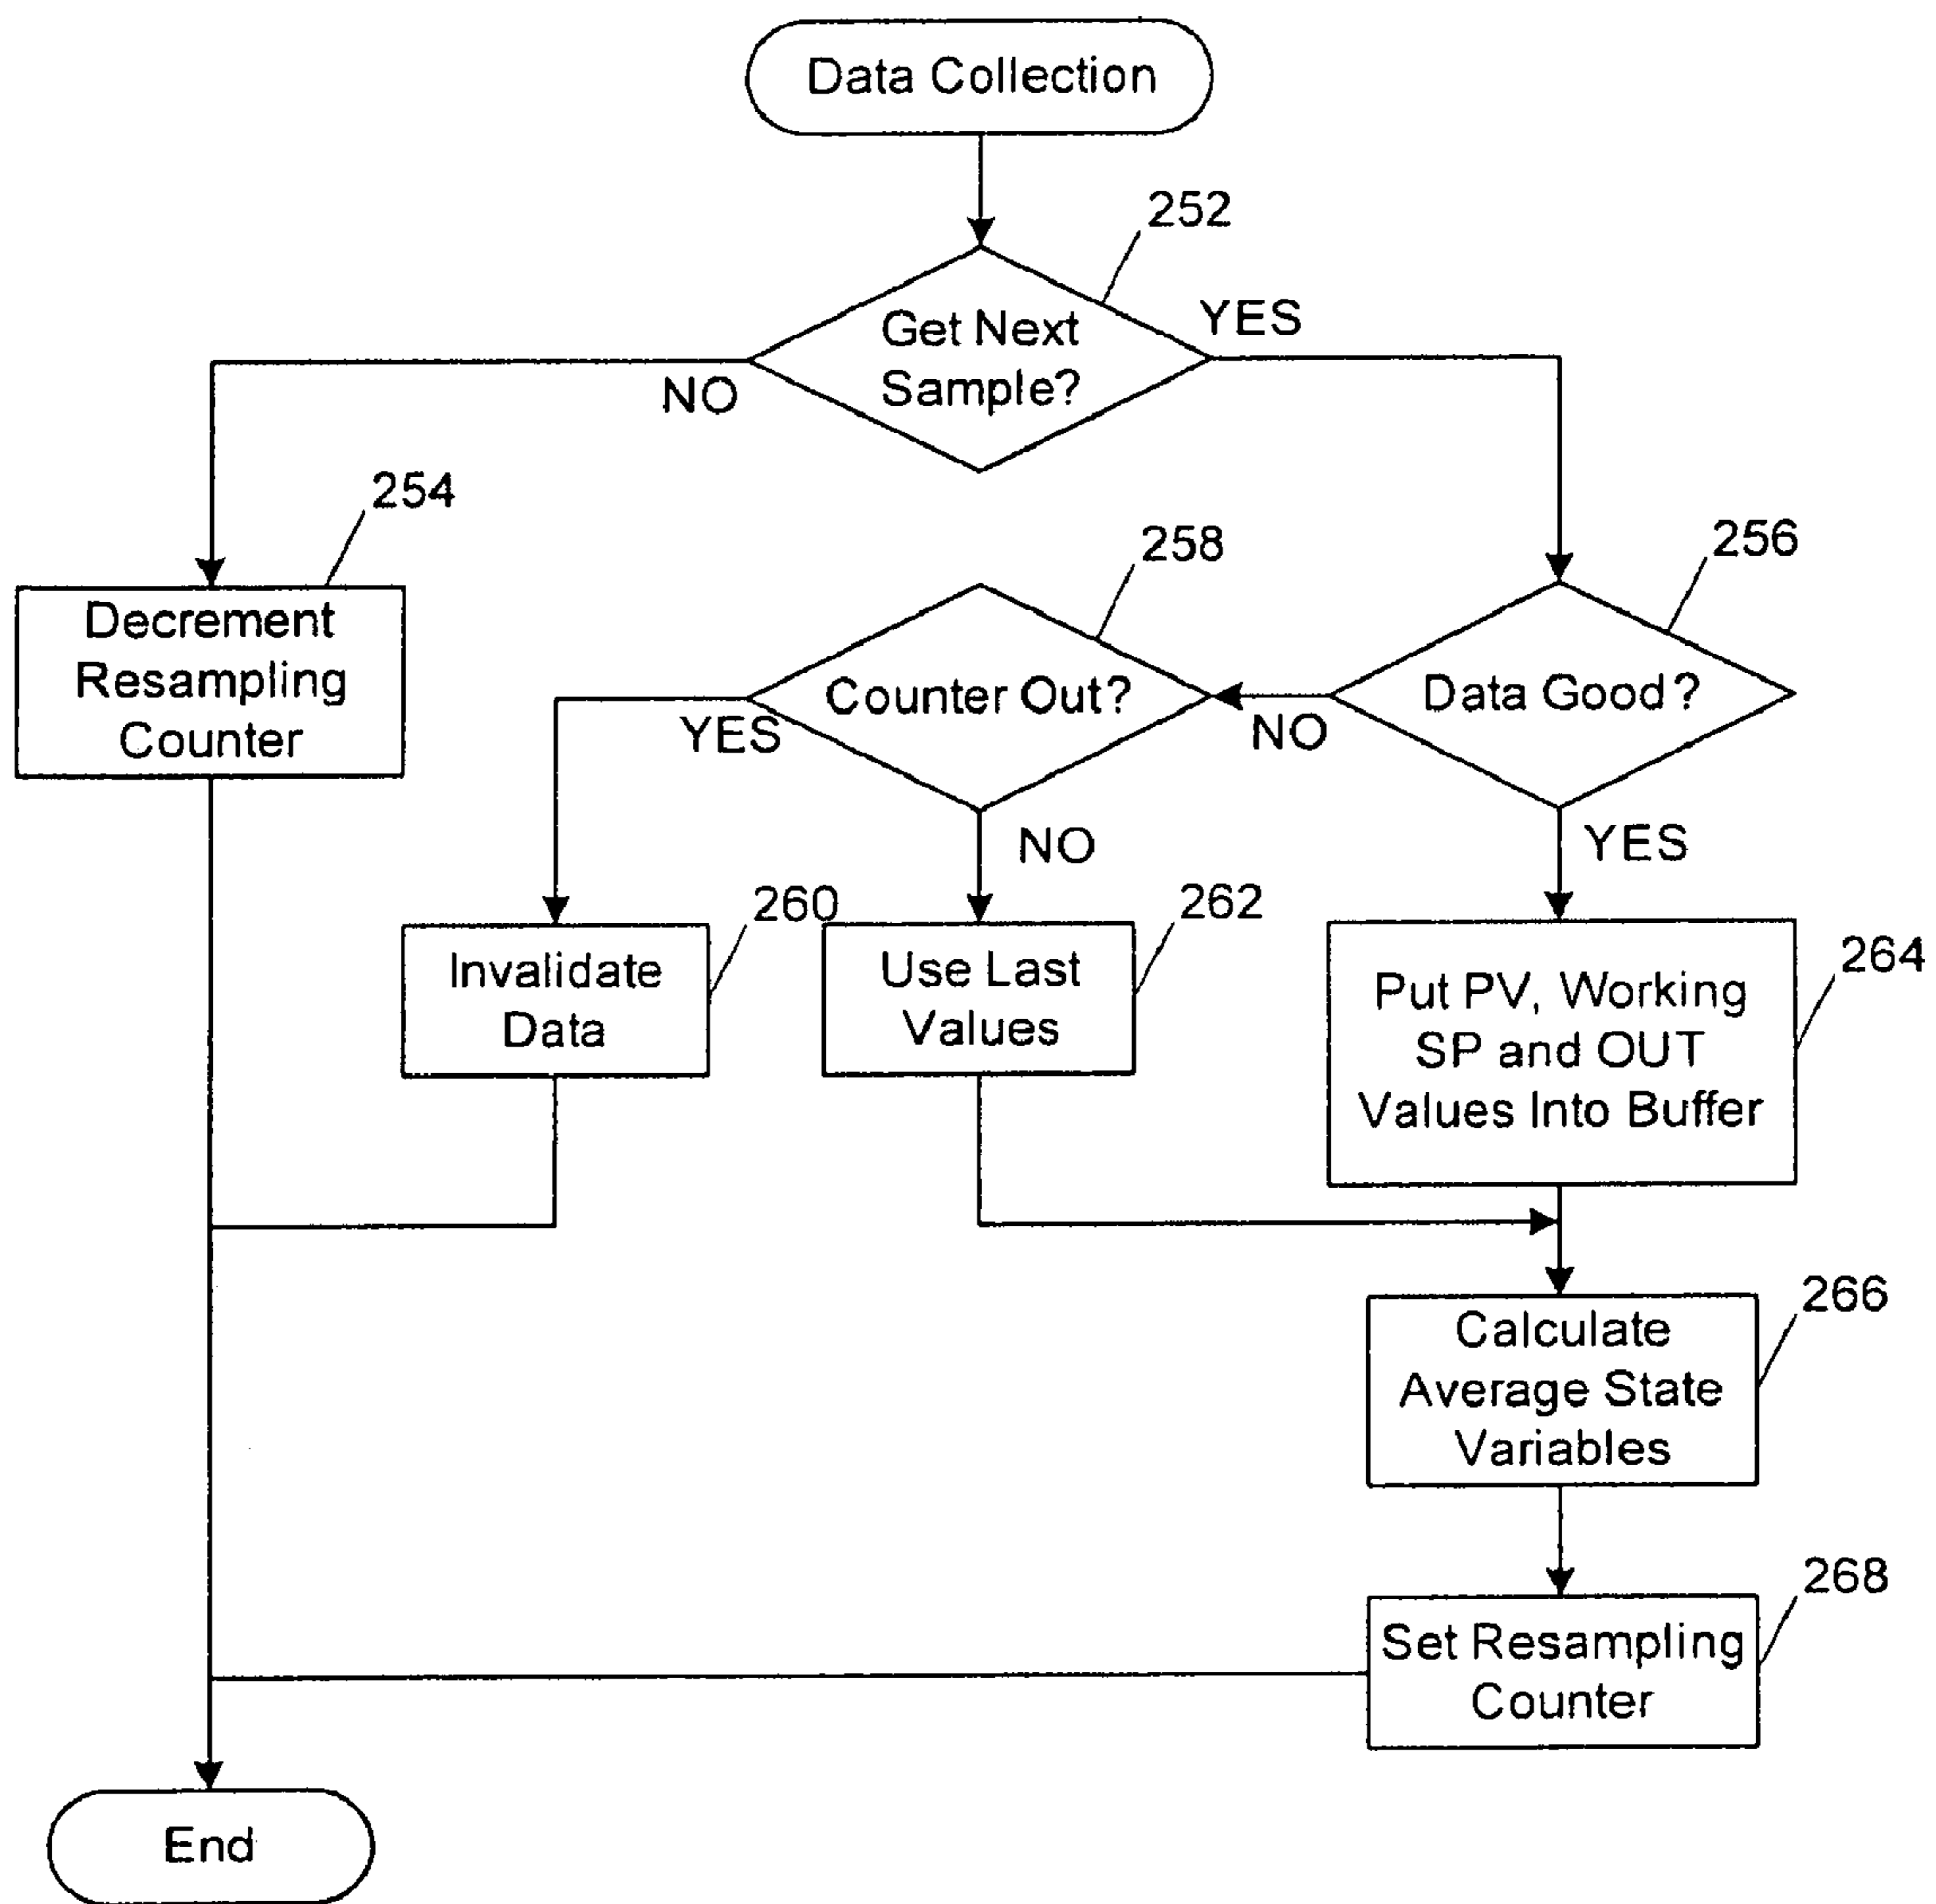 Data Collection
252
Get Next
Sample?
YES
NO
254
Decrement
Resampling
Counter
258
Counter Out?
YES
NO
256
Data Good?
NO
YES
260
Invalidate
Data
262
Use Last
Values
264
Put PV, Working
SP and OUT
Values Into Buffer
266
Calculate
Average State
Variables
268
Set Resampling
Counter
End